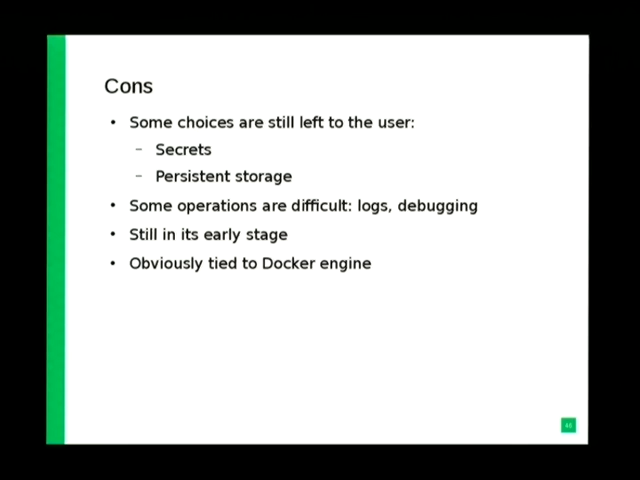 Cons
• Some choices are still left to the user:
– Secrets
– Persistent storage
• Some operations are difficult: logs, debugging
• Still in its early stage
• Obviously tied to Docker engine